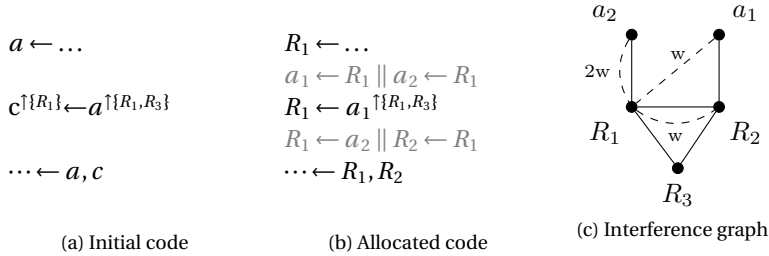 a ← …
c↑{R₁} ← a↑{R₁,R₃}
⋯ ← a, c
(a) Initial code
R₁ ← …
a₁ ← R₁ || a₂ ← R₁
R₁ ← a₁↑{R₁,R₃}
R₁ ← a₂ || R₂ ← R₁
⋯ ← R₁, R₂
(b) Allocated code
a₂ a₁
w
2w
R₁ w R₂
R₃
(c) Interference graph